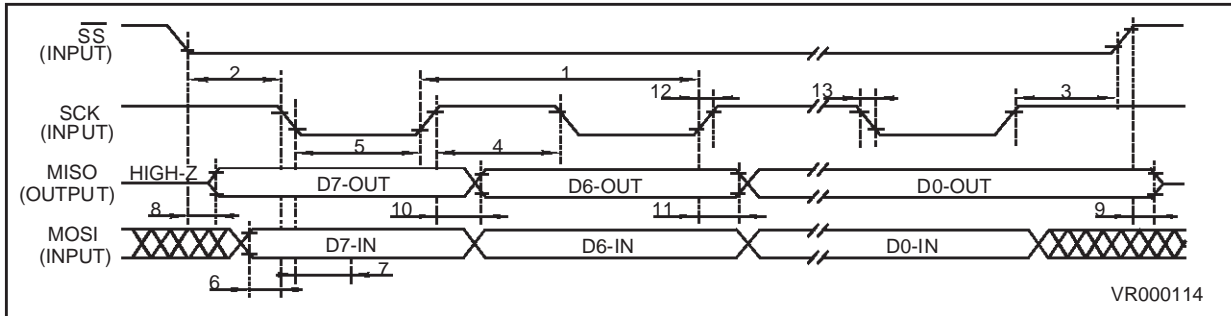 SS
(INPUT)
2
1
12
13
3
SCK
(INPUT)
5
4
MISO
(OUTPUT)
HIGH-Z
D7-OUT
D6-OUT
D0-OUT
8
10
11
9
MOSI
(INPUT)
D7-IN
D6-IN
D0-IN
6
7
VR000114